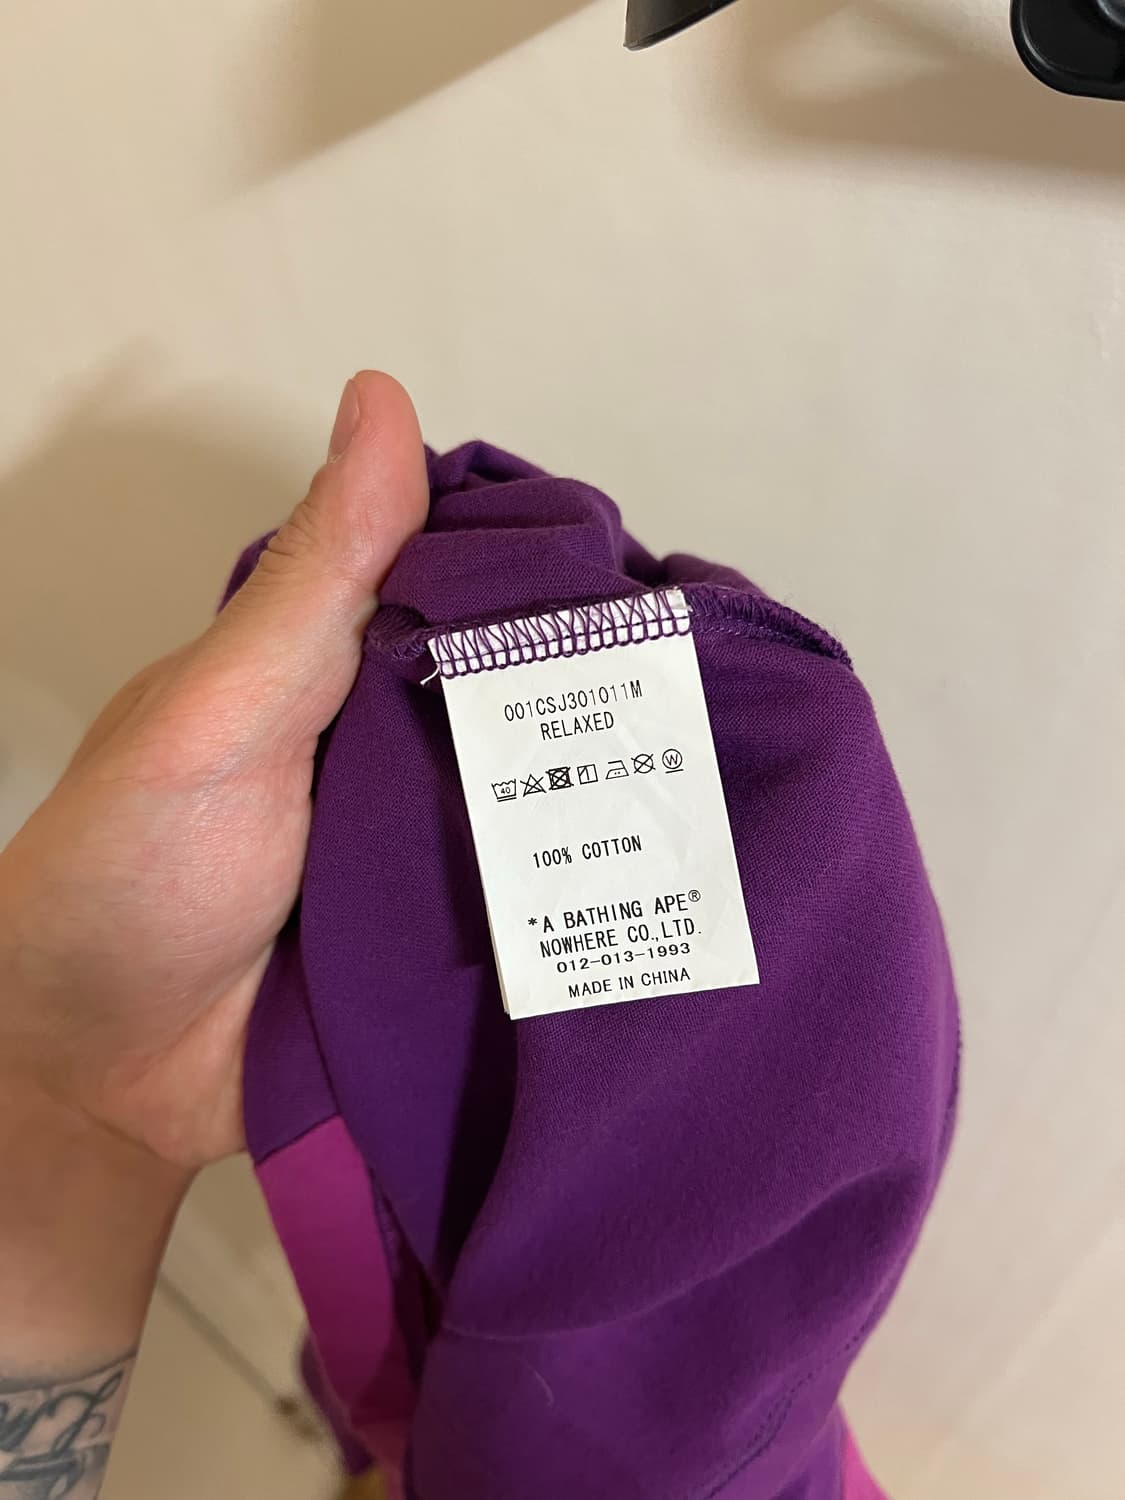 001CSJ301011M
RELAXED
40 W
100% COTTON
*A BATHING APE®
NOWHERE CO.,LTD.
012-013-1993
MADE IN CHINA